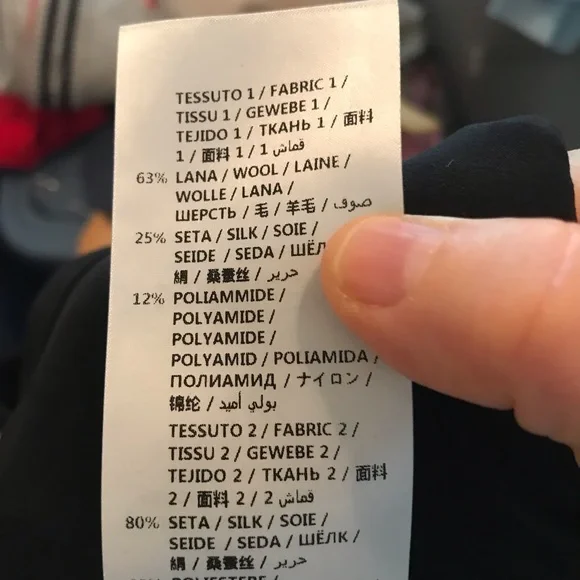 TESSUTO 1 / FABRIC 1 /
TISSU 1 / GEWEBE 1 /
TEJIDO 1 / ТКАНЬ 1 / 面料
1 / 面料 1 / قماش 1
63% LANA / WOOL / LAINE /
WOLLE / LANA /
ШЕРСТЬ / 毛 / 羊毛 / صوف
25% SETA / SILK / SOIE /
SEIDE / SEDA /
絹 / 桑蚕丝 / حرير
12% POLIAMMIDE /
POLYAMIDE /
POLYAMIDE /
POLYAMID / POLIAMIDA /
ПОЛИАМИД / ナイロン /
锦纶 / بولي أميد
TESSUTO 2 / FABRIC 2 /
TISSU 2 / GEWEBE 2 /
TEJIDO 2 / ТКАНЬ 2 / 面料
2 / 面料 2 / قماش 2
80% SETA / SILK / SOIE /
SEIDE / SEDA / ШЁЛК /
絹 / 桑蚕丝 / حرير